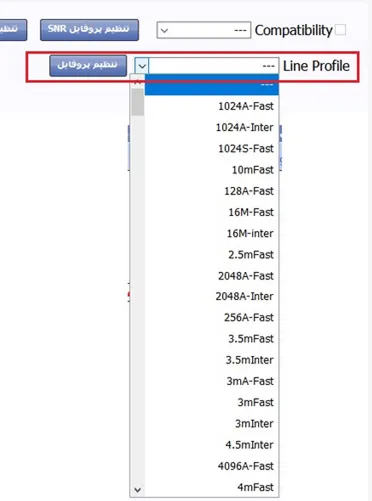 Compatibility --- تنظیم پروفایل SNR تنظیم
Line Profile --- تنظیم پروفایل
---
1024A-Fast
1024A-Inter
1024S-Fast
10mFast
128A-Fast
16M-Fast
16M-inter
2.5mFast
2048A-Fast
2048A-Inter
256A-Fast
3.5mFast
3.5mInter
3mA-Fast
3mFast
3mInter
4.5mInter
4096A-Fast
4mFast